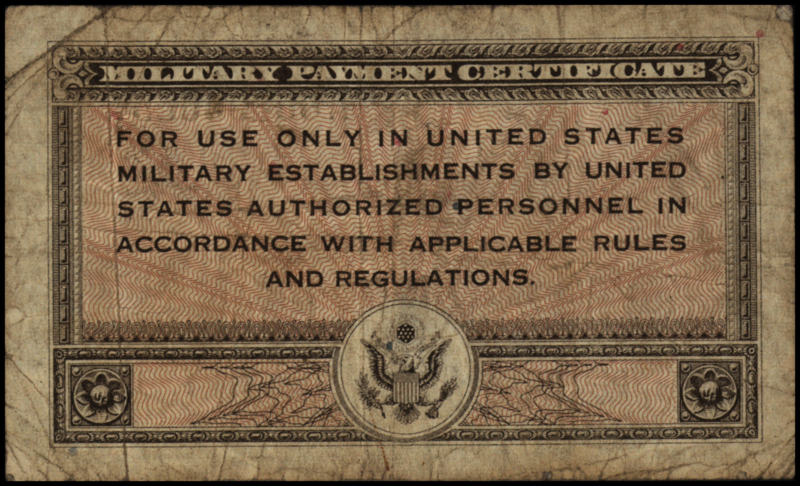 MILITARY PAYMENT CERTIFICATE
FOR USE ONLY IN UNITED STATES
MILITARY ESTABLISHMENTS BY UNITED
STATES AUTHORIZED PERSONNEL IN
ACCORDANCE WITH APPLICABLE RULES
AND REGULATIONS.